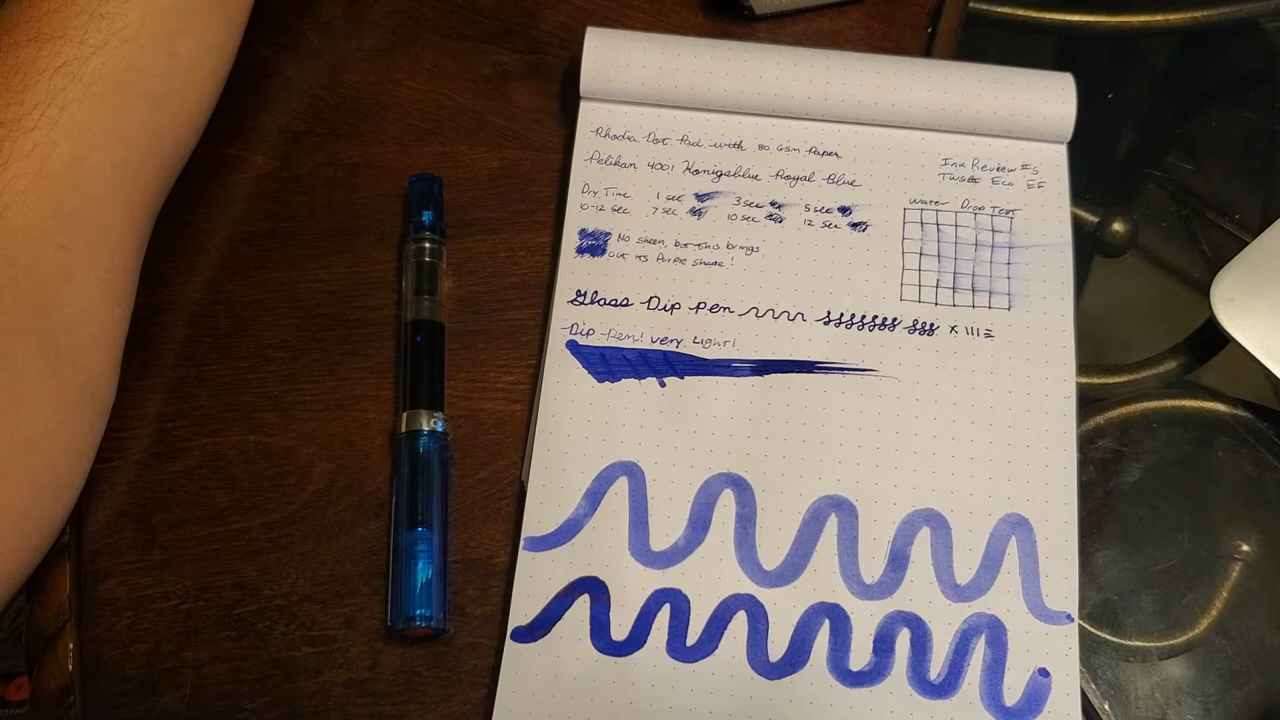 Rhodia Dot Pad with 80 GSM Paper
Pelikan 4001 Konigsblue Royal Blue
Ink Review #5
TWSBI Eco EF
Dry Time 1 sec 3 sec 5 sec
10-12 sec 7 sec 10 sec 12 sec
Water Drop Test
No sheen, but this brings
out its Purple Shade!
Glass Dip Pen x III
Dip Pen! very Light!